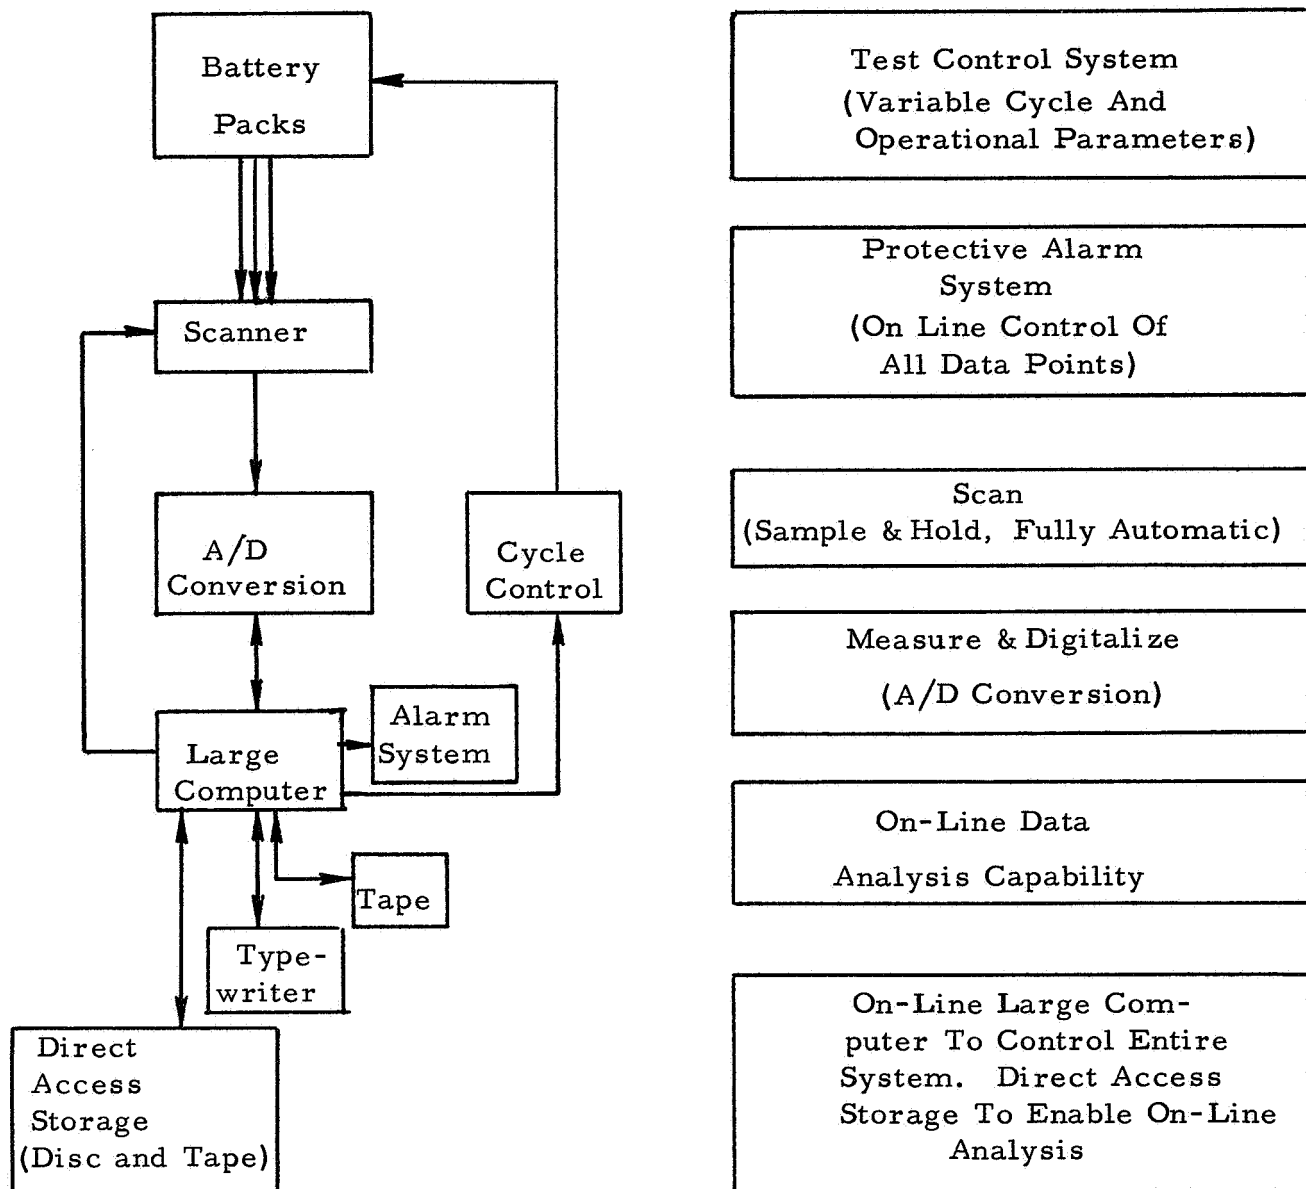 Battery
Packs
Scanner
A/D
Conversion
Cycle
Control
Alarm
System
Large
Computer
Tape
Type-
writer
Direct
Access
Storage
(Disc and Tape)
Test Control System
(Variable Cycle And
Operational Parameters)
Protective Alarm
System
(On Line Control Of
All Data Points)
Scan
(Sample & Hold, Fully Automatic)
Measure & Digitalize
(A/D Conversion)
On-Line Data
Analysis Capability
On-Line Large Com-
puter To Control Entire
System. Direct Access
Storage To Enable On-Line
Analysis